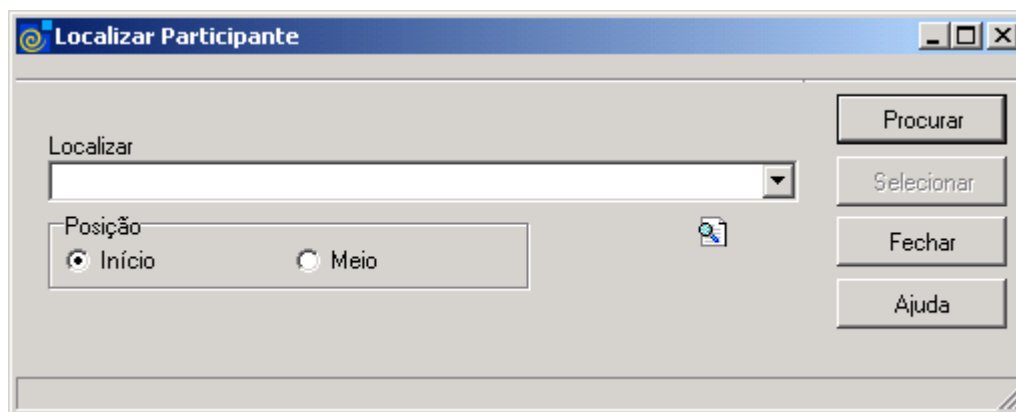 Localizar Participante
Procurar
Localizar
Selecionar
Posição
Início
Meio
Fechar
Ajuda